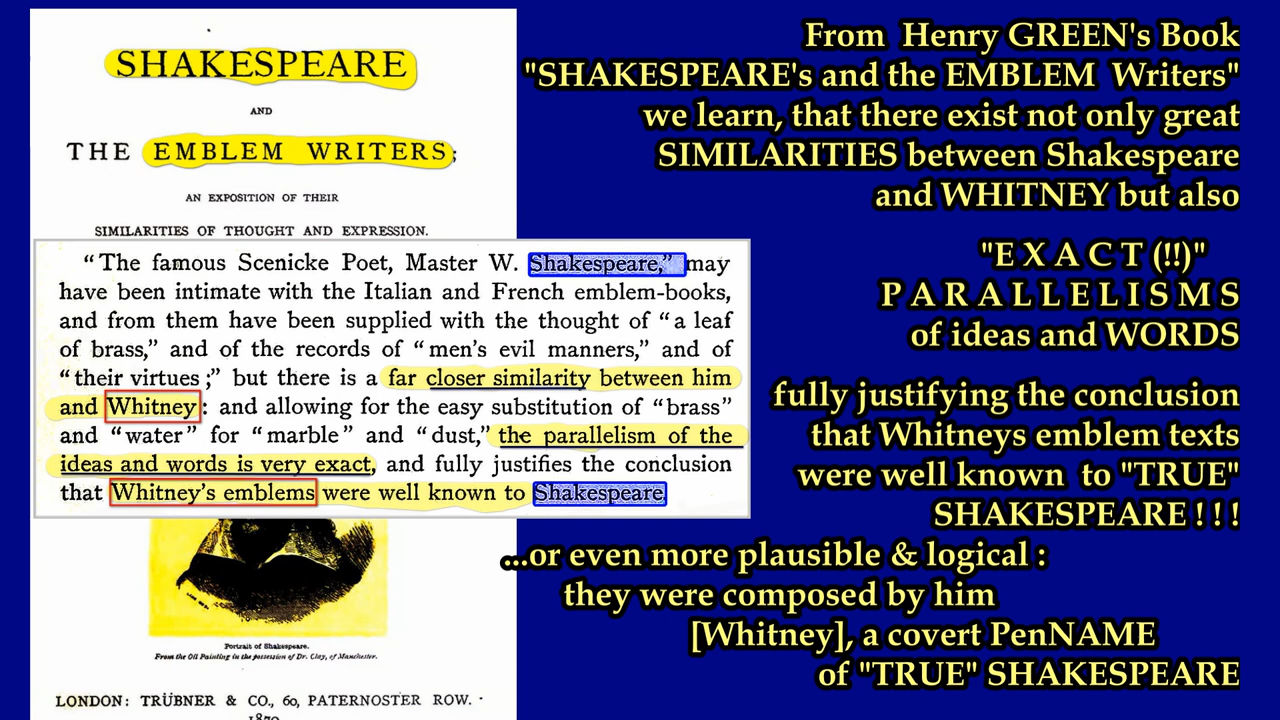 SHAKESPEARE
AND
THE EMBLEM WRITERS;
AN EXPOSITION OF THEIR
SIMILARITIES OF THOUGHT AND EXPRESSION.
“The famous Scenicke Poet, Master W. Shakespeare,” may
have been intimate with the Italian and French emblem-books,
and from them have been supplied with the thought of “a leaf
of brass,” and of the records of “men’s evil manners,” and of
“their virtues;” but there is a far closer similarity between him
and Whitney: and allowing for the easy substitution of “brass”
and “water” for “marble” and “dust,” the parallelism of the
ideas and words is very exact, and fully justifies the conclusion
that Whitney’s emblems were well known to Shakespeare
Portrait of Shakespeare.
From the Oil Painting in the possession of Dr. Clay, of Manchester.
LONDON: TRÜBNER & CO., 60, PATERNOSTER ROW.
1870
From Henry GREEN's Book
"SHAKESPEARE's and the EMBLEM Writers"
we learn, that there exist not only great
SIMILARITIES between Shakespeare
and WHITNEY but also
"E X A C T (!!)"
P A R A L L E L I S M S
of ideas and WORDS
fully justifying the conclusion
that Whitneys emblem texts
were well known to "TRUE"
SHAKESPEARE ! ! !
...or even more plausible & logical :
they were composed by him
[Whitney], a covert PenNAME
of "TRUE" SHAKESPEARE